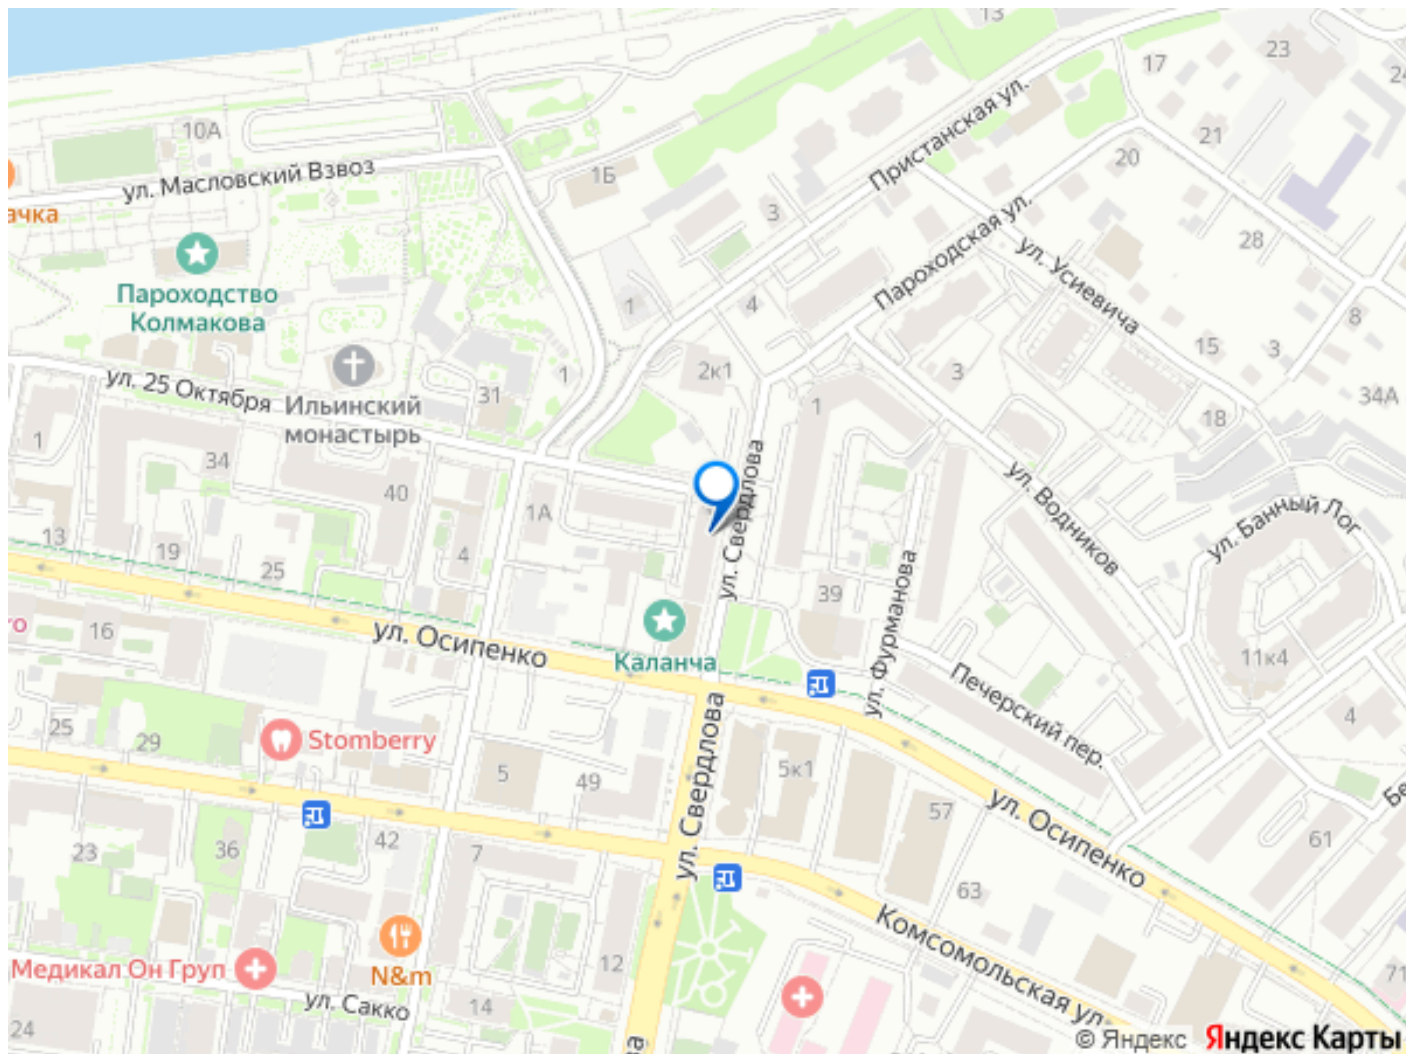 13
23
24
17
10А
21
20
1Б
Пристанская ул.
ул. Масловский Взвоз
3
ачка
Пароходская ул.
28
ул. Усиевича
Пароходство
Колмакова
1
4
8
15
3
ул. 25 Октября
31
1
2к1
3
34А
Ильинский
монастырь
1
18
1
34
40
1А
ул. Свердлова
ул. Водников
ул. Банный Лог
13
19
25
4
39
ул. Фурманова
16
ул. Осипенко
Каланча
11к4
Печерский пер.
25
29
Stomberry
ул. Свердлова
5
49
5к1
4
57
ул. Осипенко
61
23
36
42
7
63
Комсомольская ул.
Медикал Он Груп
N&m
12
71
ул. Сакко
14
24
© Яндекс Яндекс Карты